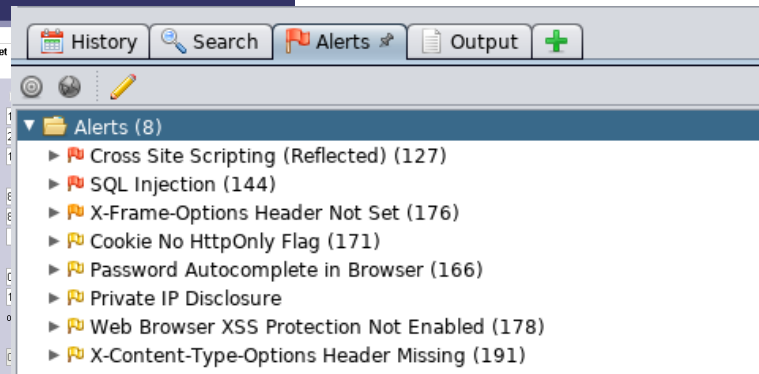 History Search Alerts Output
Alerts (8)
Cross Site Scripting (Reflected) (127)
SQL Injection (144)
X-Frame-Options Header Not Set (176)
Cookie No HttpOnly Flag (171)
Password Autocomplete in Browser (166)
Private IP Disclosure
Web Browser XSS Protection Not Enabled (178)
X-Content-Type-Options Header Missing (191)